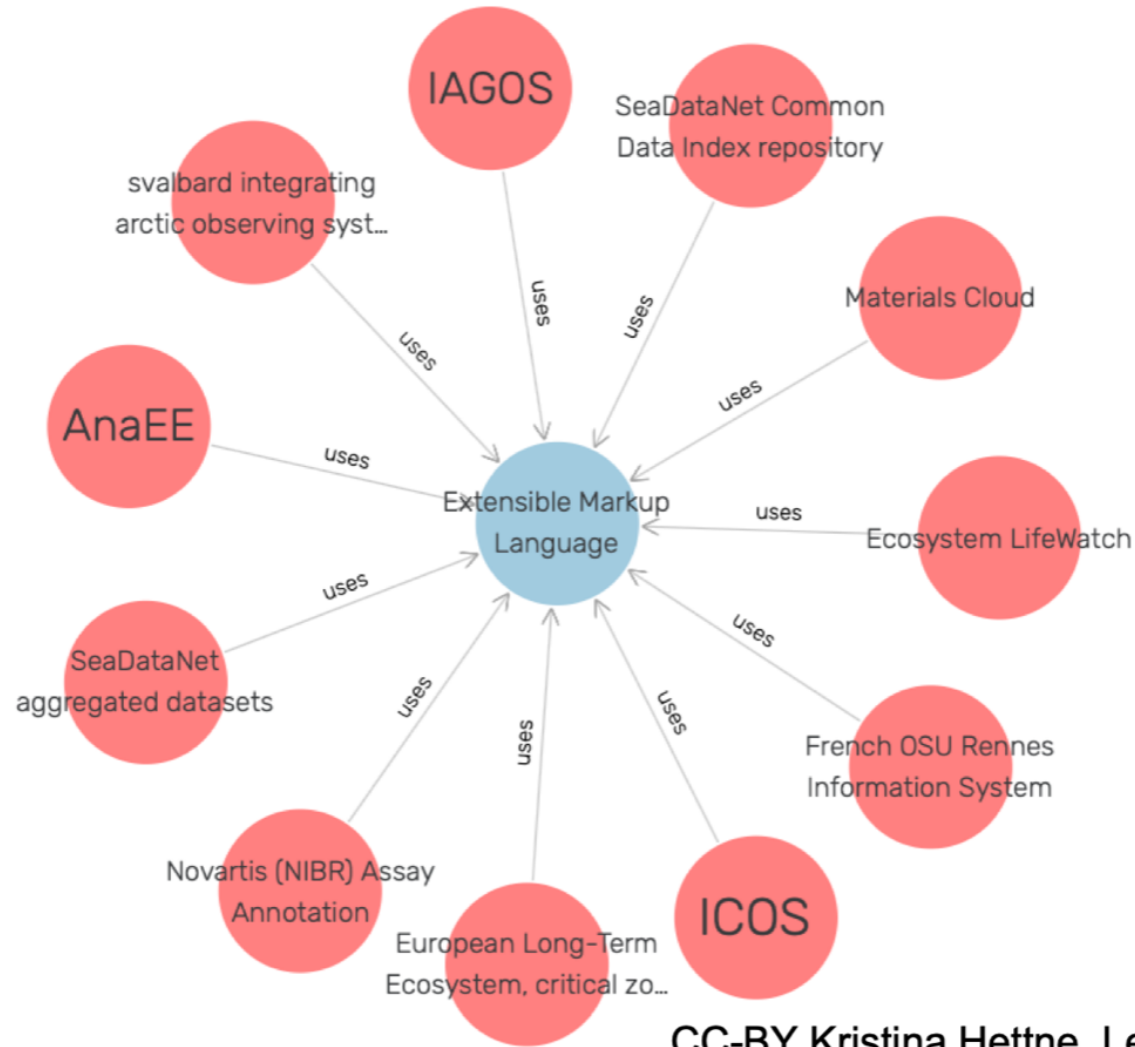 IAGOS
SeaDataNet Common
Data Index repository
svalbard integrating
arctic observing syst...
Materials Cloud
uses
uses
uses
uses
AnaEE
uses
Extensible Markup
Language
uses
Ecosystem LifeWatch
uses
uses
SeaDataNet
aggregated datasets
uses
uses
uses
French OSU Rennes
Information System
Novartis (NIBR) Assay
Annotation
ICOS
European Long-Term
Ecosystem, critical zo...
CC-BY Kristina Hettne, Le